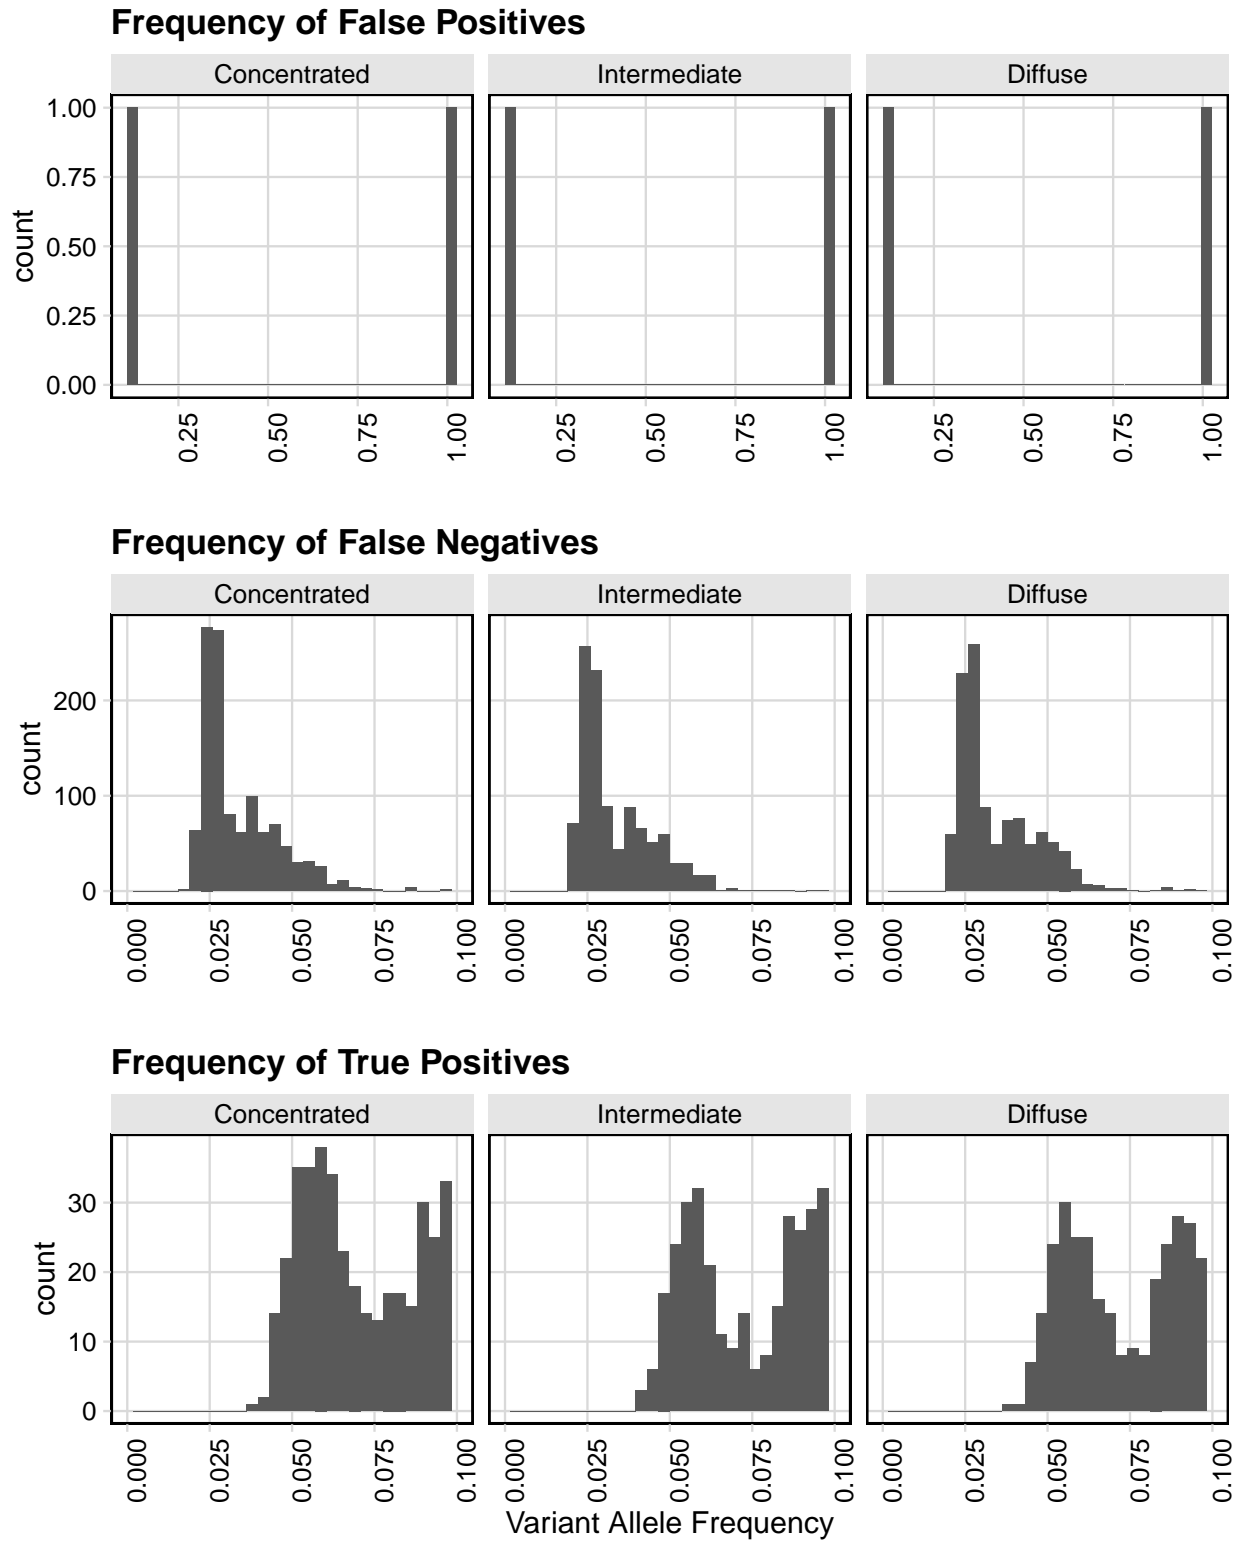 Frequency of False Positives
Concentrated Intermediate Diffuse
1.00
0.75
0.50
0.25
0.00
count
0.25 0.50 0.75 1.00 0.25 0.50 0.75 1.00 0.25 0.50 0.75 1.00
Frequency of False Negatives
Concentrated Intermediate Diffuse
200
100
0
count
0.000 0.025 0.050 0.075 0.100 0.000 0.025 0.050 0.075 0.100 0.000 0.025 0.050 0.075 0.100
Frequency of True Positives
Concentrated Intermediate Diffuse
30
20
10
0
count
0.000 0.025 0.050 0.075 0.100 0.000 0.025 0.050 0.075 0.100 0.000 0.025 0.050 0.075 0.100
Variant Allele Frequency